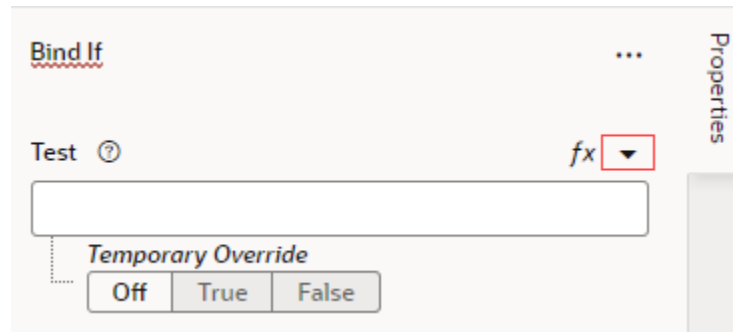 Bind If
...
Properties
Test ?
fx
Temporary Override
Off True False